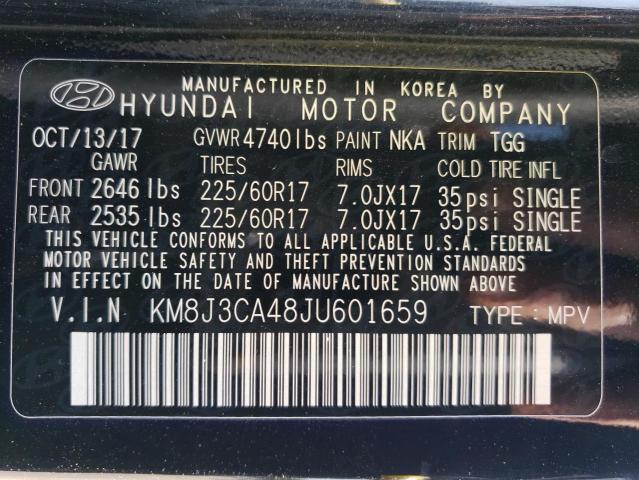 MANUFACTURED IN KOREA BY
HYUNDAI MOTOR COMPANY
OCT/13/17 GVWR 4740lbs PAINT NKA TRIM TGG
GAWR TIRES RIMS COLD TIRE INFL
FRONT 2646 lbs 225/60R17 7.0JX17 35psi SINGLE
REAR 2535 lbs 225/60R17 7.0JX17 35psi SINGLE
THIS VEHICLE CONFORMS TO ALL APPLICABLE U.S.A. FEDERAL
MOTOR VEHICLE SAFETY AND THEFT PREVENTION STANDARDS
IN EFFECT ON THE DATE OF MANUFACTURE SHOWN ABOVE
V.I.N KM8J3CA48JU601659 TYPE : MPV